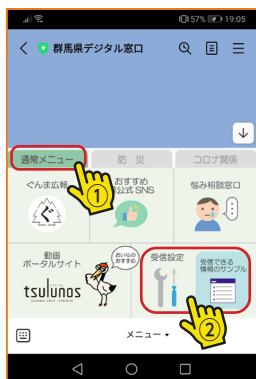 57% 19:05
群馬県デジタル窓口
通常メニュー 防 災 コロナ関係
ぐんま広報
おすすめ
公式 SNS
悩み相談窓口
①
動画
ポータルサイト
tsulunos
おいらの
おすすめ!
受信設定
受信できる
情報のサンプル
②
メニュー